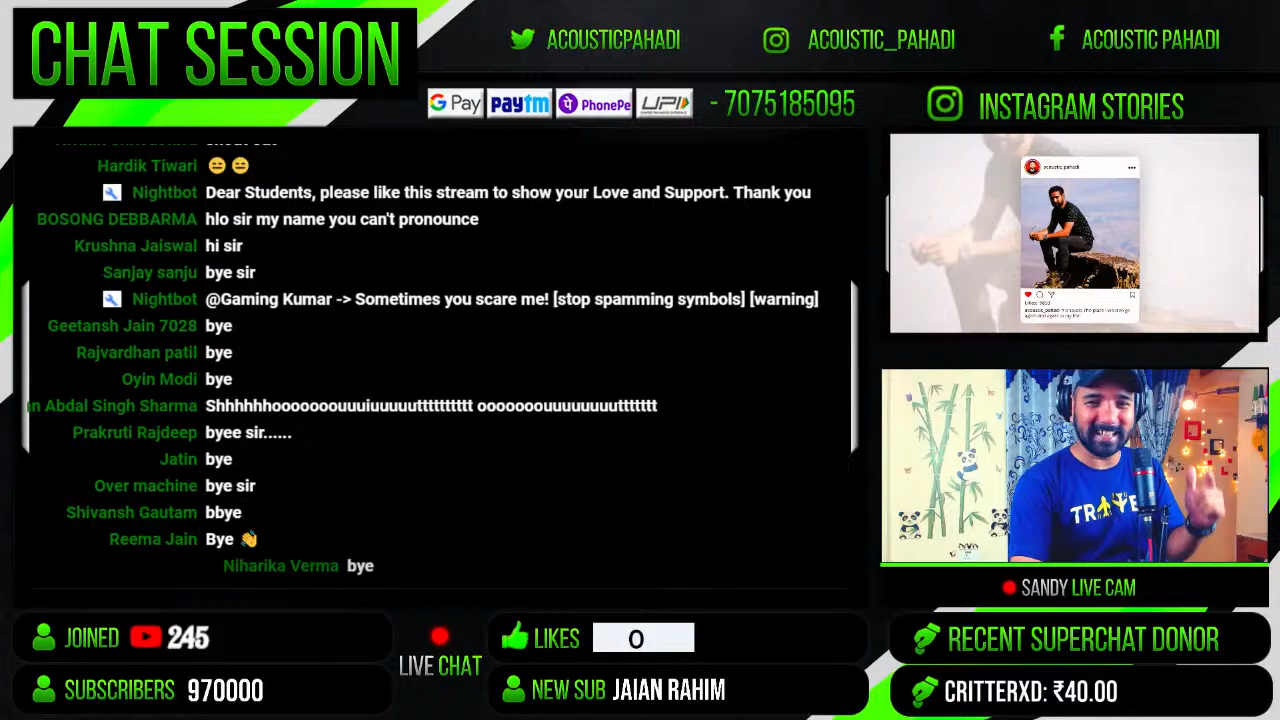 CHAT SESSION
ACOUSTICPAHADI
ACOUSTIC_PAHADI
ACOUSTIC PAHADI
G Pay
paytm
PhonePe
UPI
- 7075185095
INSTAGRAM STORIES
Hardik Tiwari 😑 😑
Nightbot Dear Students, please like this stream to show your Love and Support. Thank you
BOSONG DEBBARMA hlo sir my name you can't pronounce
Krushna Jaiswal hi sir
Sanjay sanju bye sir
Nightbot @Gaming Kumar -> Sometimes you scare me! [stop spamming symbols] [warning]
Geetansh Jain 7028 bye
Rajvardhan patil bye
Oyin Modi bye
Abdal Singh Sharma Shhhhhhoooooooouuuiuuuuutttttttttt ooooooouuuuuuuuttttttt
Prakruti Rajdeep byee sir......
Jatin bye
Over machine bye sir
Shivansh Gautam bbye
Reema Jain Bye 👋
Niharika Verma bye
acoustic_pahadi
TRAVEL
SANDY LIVE CAM
JOINED 245
SUBSCRIBERS 970000
LIVE CHAT
LIKES 0
NEW SUB JAIAN RAHIM
RECENT SUPERCHAT DONOR
CRITTERXD: ₹40.00